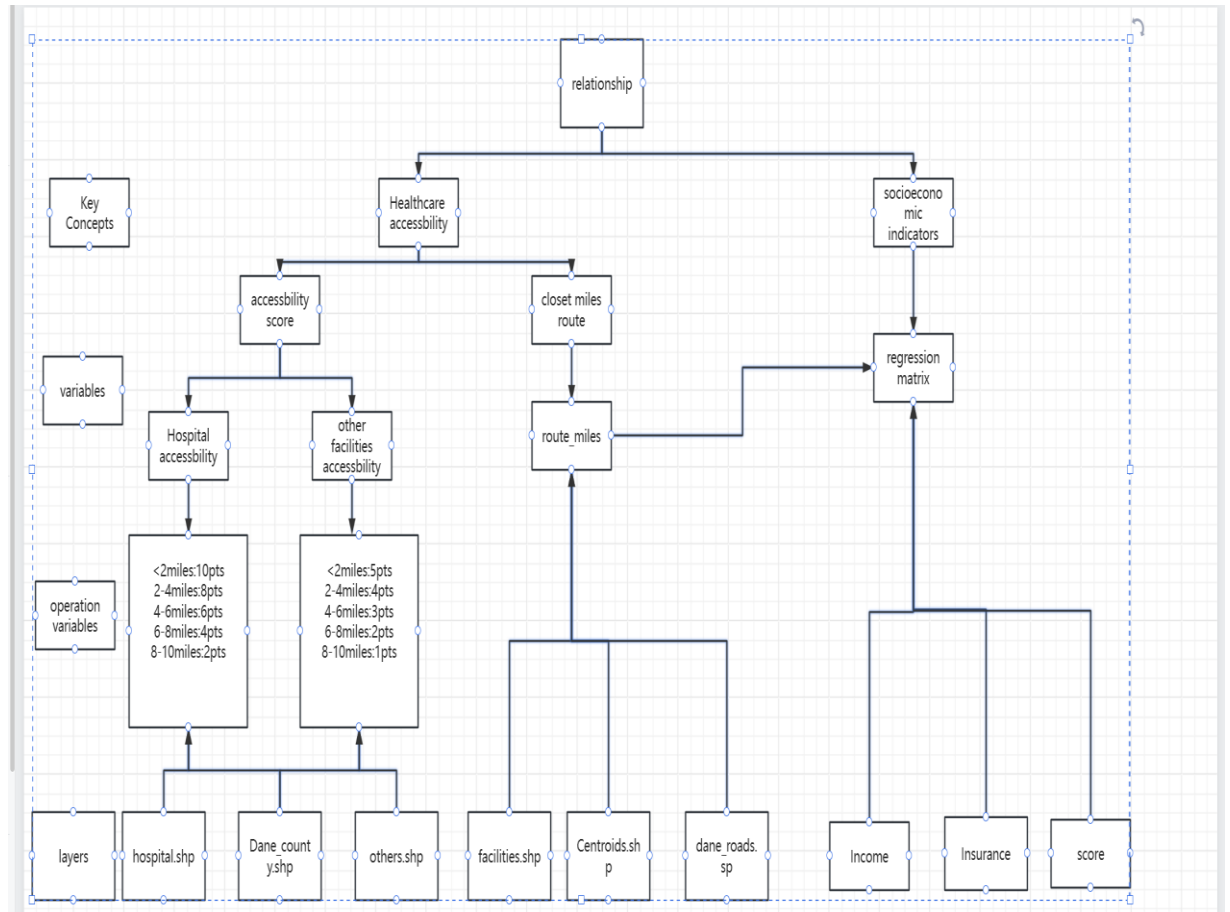 relationship
Key
Concepts
Healthcare
accessbility
socioecono
mic
indicators
accessbility
score
closet miles
route
variables
Hospital
accessbility
other
facilities
accessbility
route_miles
regression
matrix
operation
variables
<2miles:10pts
2-4miles:8pts
4-6miles:6pts
6-8miles:4pts
8-10miles:2pts
<2miles:5pts
2-4miles:4pts
4-6miles:3pts
6-8miles:2pts
8-10miles:1pts
layers
hospital.shp
Dane_count
y.shp
others.shp
facilities.shp
Centroids.sh
p
dane_roads.
sp
Income
Insurance
score